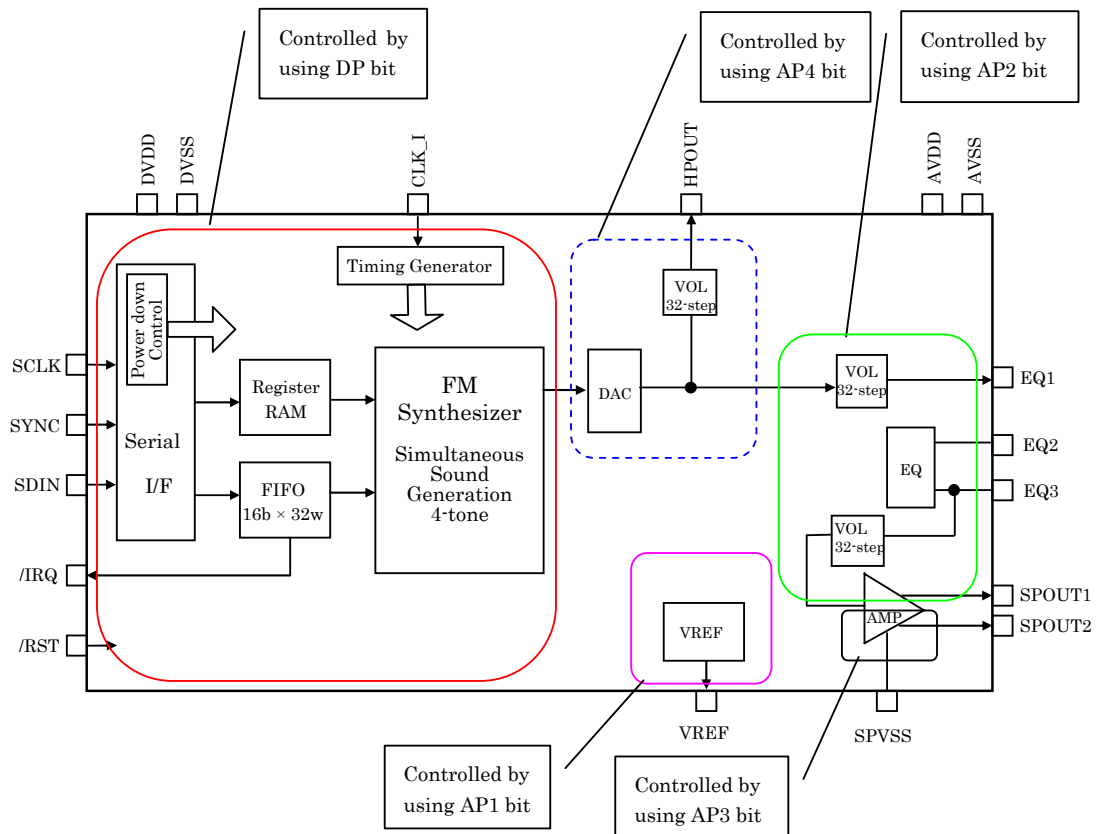 Controlled by
using DP bit
Controlled by
using AP4 bit
Controlled by
using AP2 bit
DVDD
DVSS
CLK_I
HPOUT
AVDD
AVSS
Timing Generator
Power down
Control
VOL
32-step
SCLK
SYNC
SDIN
/IRQ
/RST
Serial
I/F
Register
RAM
FIFO
16b × 32w
FM
Synthesizer
Simultaneous
Sound
Generation
4-tone
DAC
VOL
32-step
EQ1
EQ
EQ2
EQ3
VOL
32-step
AMP
SPOUT1
SPOUT2
VREF
VREF
SPVSS
Controlled by
using AP1 bit
Controlled by
using AP3 bit